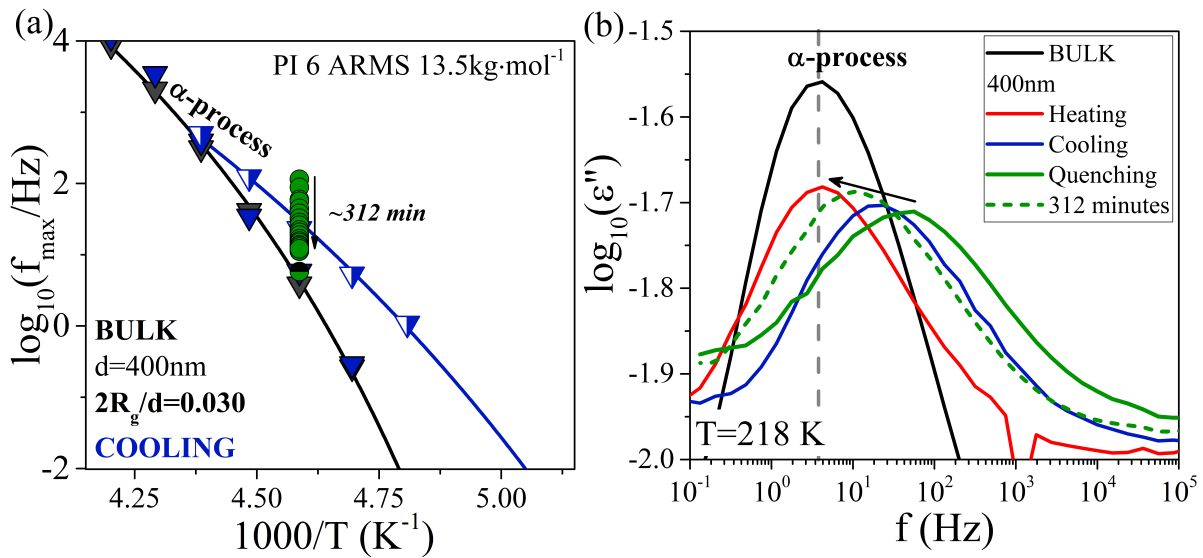 (a)
PI 6 ARMS 13.5kg·mol-1
α-process
~312 min
BULK
d=400nm
2Rg/d=0.030
COOLING
log10(fmax/Hz)
4
2
0
-2
4.25
4.50
4.75
5.00
1000/T (K-1)
(b)
α-process
BULK
400nm
Heating
Cooling
Quenching
312 minutes
T=218 K
log10(ε")
-1.5
-1.6
-1.7
-1.8
-1.9
-2.0
10-1
100
101
102
103
104
105
f (Hz)